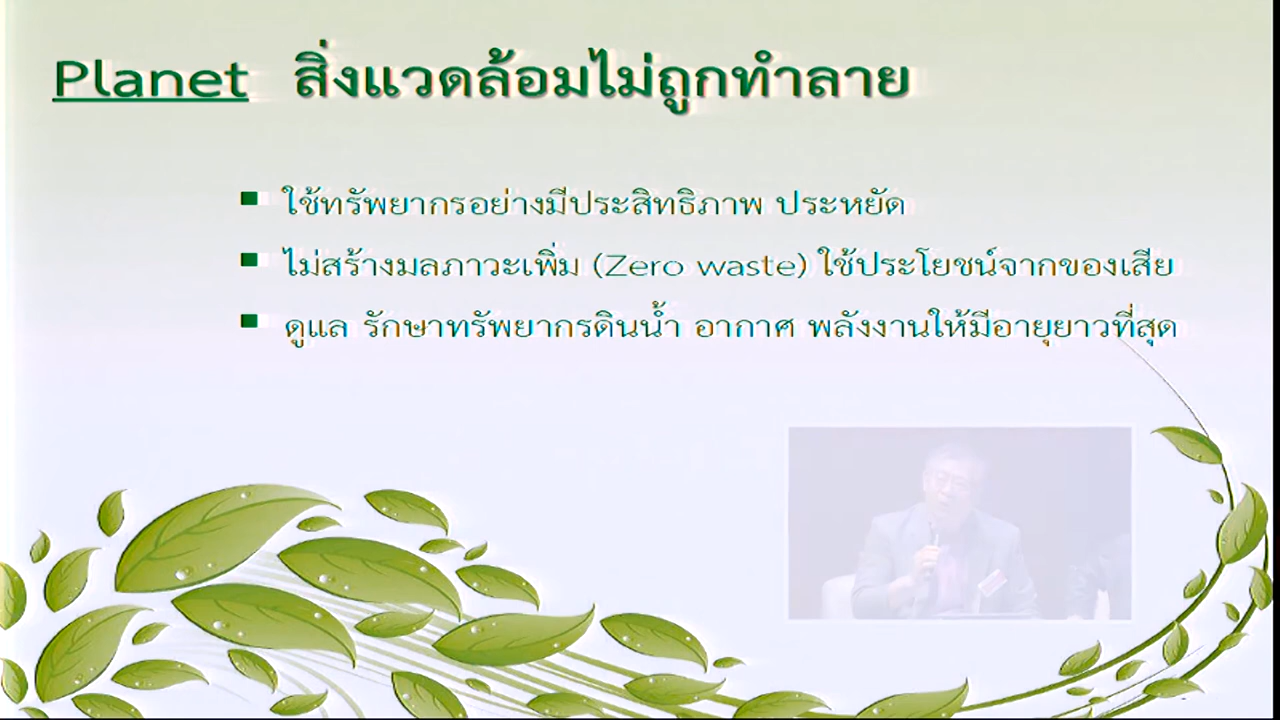 Planet สิ่งแวดล้อมไม่ถูกทำลาย
ใช้ทรัพยากรอย่างมีประสิทธิภาพ ประหยัด
ไม่สร้างมลภาวะเพิ่ม (Zero waste) ใช้ประโยชน์จากของเสีย
ดูแล รักษาทรัพยากรดินน้ำ อากาศ พลังงานให้มีอายุยาวที่สุด